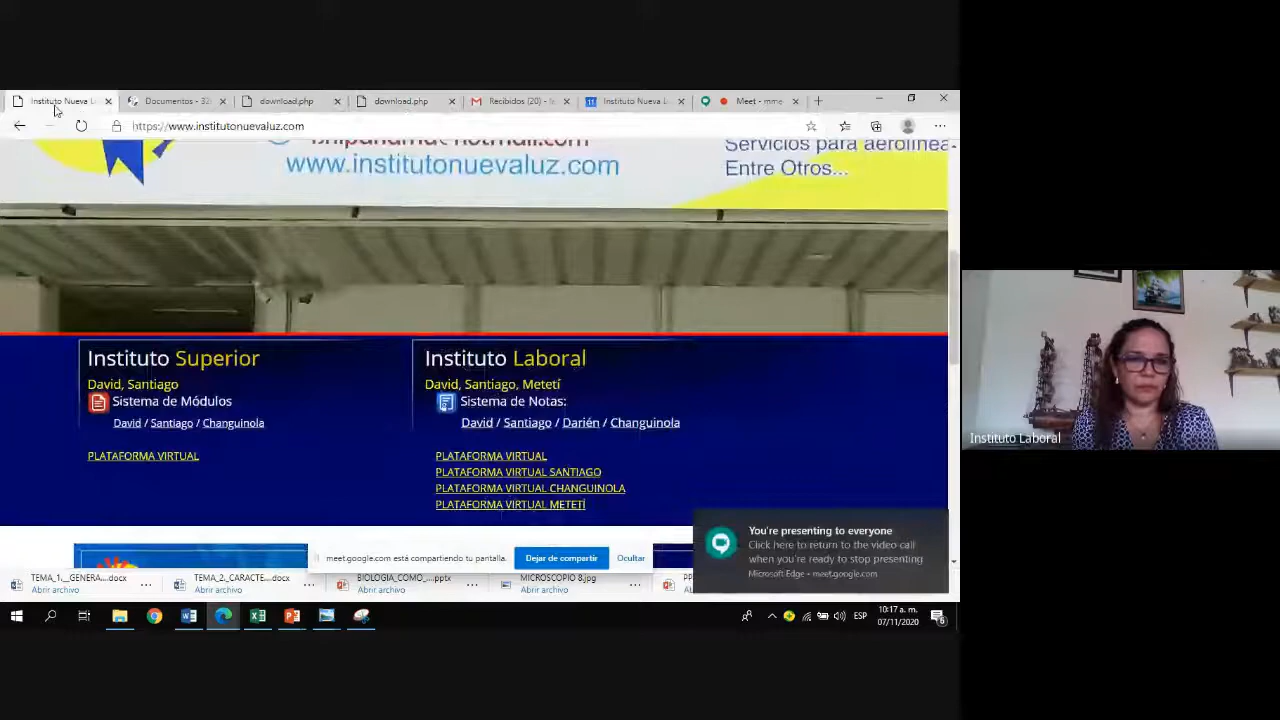 Instituto Nueva L
Documentos - 32
download.php
download.php
Recibidos (20) - I
Instituto Nueva L
Meet - mme
https://www.institutonuevaluz.com
www.institutonuevaluz.com
Servicios para aerolínea
Entre Otros...
Instituto Superior
David, Santiago
Sistema de Módulos
David / Santiago / Changuinola
PLATAFORMA VIRTUAL
Instituto Laboral
David, Santiago, Metetí
Sistema de Notas:
David / Santiago / Darién / Changuinola
PLATAFORMA VIRTUAL
PLATAFORMA VIRTUAL SANTIAGO
PLATAFORMA VIRTUAL CHANGUINOLA
PLATAFORMA VIRTUAL METETÍ
You're presenting to everyone
Click here to return to the video call
when you're ready to stop presenting
Microsoft Edge • meet.google.com
meet.google.com está compartiendo tu pantalla.
Dejar de compartir
Ocultar
TEMA_1._GENERA....docx
Abrir archivo
TEMA_2._CARACTE....docx
Abrir archivo
BIOLOGIA_COMO_....pptx
Abrir archivo
MICROSCOPIO 8.jpg
Abrir archivo
ESP
10:17 a. m.
07/11/2020
Instituto Laboral